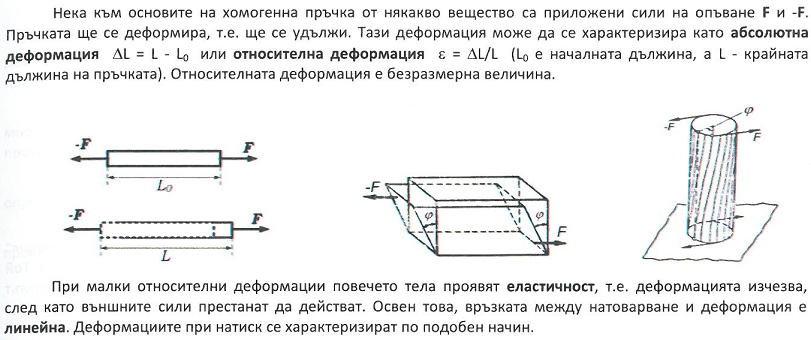 Нека към основите на хомогенна пръчка от някакво вещество са приложени сили на опъване F и -F.
Пръчката ще се деформира, т.е. ще се удължи. Тази деформация може да се характеризира като абсолютна
деформация ΔL = L - L₀ или относителна деформация ε = ΔL/L (L₀ е началната дължина, а L - крайната
дължина на пръчката). Относителната деформация е безразмерна величина.
-F F
L₀
-F F
L
-F φ φ F
φ -F F
При малки относителни деформации повечето тела проявят еластичност, т.е. деформацията изчезва,
след като външните сили престанат да действат. Освен това, връзката между натоварване и деформация е
линейна. Деформациите при натиск се характеризират по подобен начин.